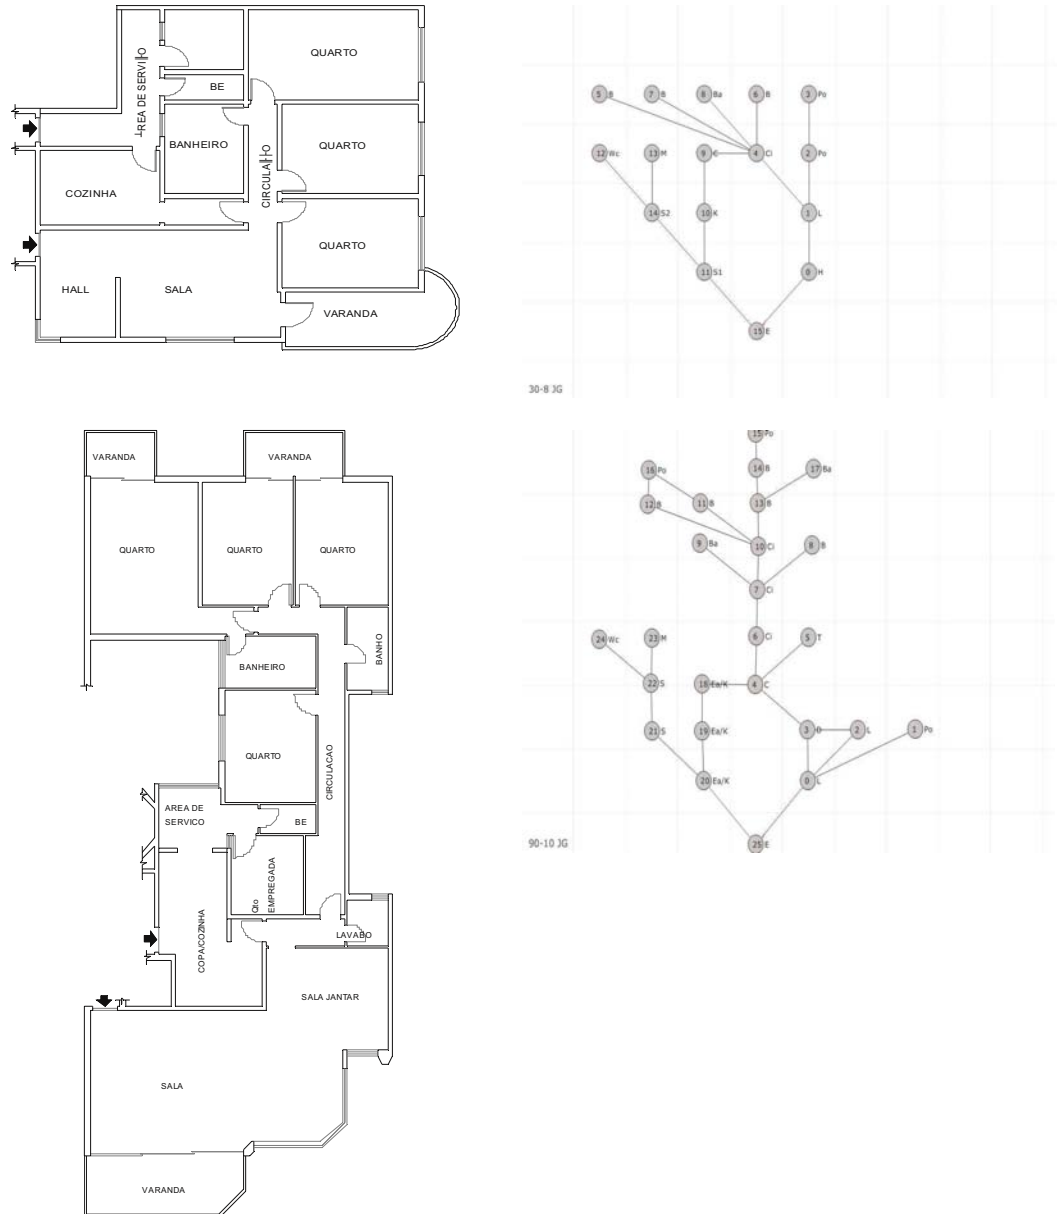 QUARTO
ÁREA DE SERVIÇO
BE
BANHEIRO
QUARTO
CIRCULAÇÃO
COZINHA
QUARTO
HALL
SALA
VARANDA
5 B
7 B
8 Ba
6 B
3 Po
12 Wc
13 M
9
4 Ci
2 Po
14 S2
10 K
1 L
11 S1
0 H
15 E
30-8 JG
VARANDA
VARANDA
QUARTO
QUARTO
QUARTO
BANHO
BANHEIRO
QUARTO
CIRCULACAO
AREA DE
SERVICO
BE
Qto
EMPREGADA
COPA/COZINHA
LAVABO
SALA JANTAR
SALA
VARANDA
15 Po
16 Po
14 B
17 Ba
12 B
11 B
13 B
9 Ba
10 Ci
8 B
7 Ci
24 Wc
23 M
6 Ci
5 T
22 S
18 Ea/K
4 C
21 S
19 Ea/K
3
2 L
1 Po
20 Ea/K
0 L
25 E
90-10 JG